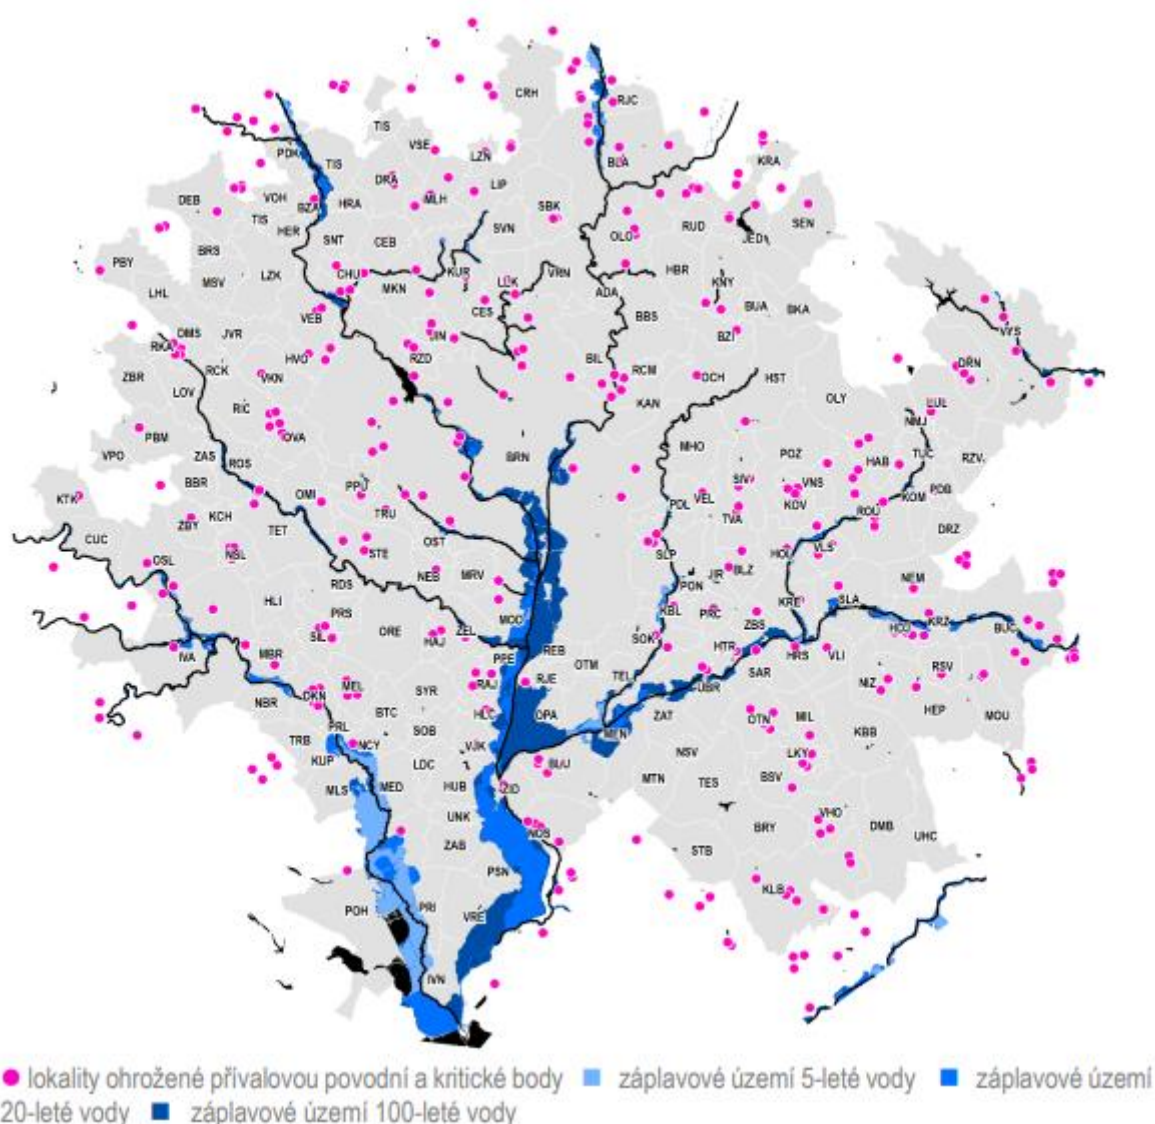 CRH
RJC
TIS
VSE
LZN
BLA
KRA
PDK
TIS
DRA
LIP
DEB
VOH
BZA
HRA
MLH
SBK
TIS
HER
SVN
OLO
RUD
JED
SEN
BRS
SNT
CEB
PBY
MSV
LZK
CHU
MKN
KUR
LEK
VRN
HBR
KNY
LHL
ADA
VEB
CES
BBS
BUA
BKA
OMS
JVR
JIN
BZI
VYS
RKA
HVO
RZD
BIL
RCM
DRN
ZBR
RCK
VKN
OCH
HST
LOV
RIC
KAN
OLY
LUL
NMJ
PBM
OVA
MHO
VPO
ZAS
ROS
BRN
POZ
HAB
TUC
RZV
BBR
PPU
SIV
VNS
KTK
OMI
PDL
VEL
KOV
KOM
PDB
ZBY
KCH
TRU
TVA
ROU
TET
DRZ
CUC
NSL
STE
OST
SLP
HOL
VLS
OSL
NEB
MRV
JIR
BLZ
RDS
PON
NEM
HLI
PRS
MOC
KBL
PRC
KRE
SLA
SIL
ORE
HAJ
ZEL
SOK
ZBS
HCO
KRZ
BUC
IVA
MBR
PPE
REB
OTM
HTR
HRS
VLI
MEL
RAJ
RJE
TEL
SAR
RSV
DKN
SYR
UBR
NIZ
NBR
BTC
HLC
OPA
ZAT
OTN
MIL
HEP
MOU
PRL
SOB
MEN
KBB
TRB
NCY
VJK
KUP
LDC
BLU
NSV
LKY
MLS
MED
HUB
ZID
MTN
TES
BSV
UNK
NOS
VHO
ZAB
BRY
DMB
UHC
STB
PSN
KLB
POH
PRI
VRE
IVN
lokality ohrožené přívalovou povodní a kritické body záplavové území 5-leté vody záplavové území
20-leté vody záplavové území 100-leté vody